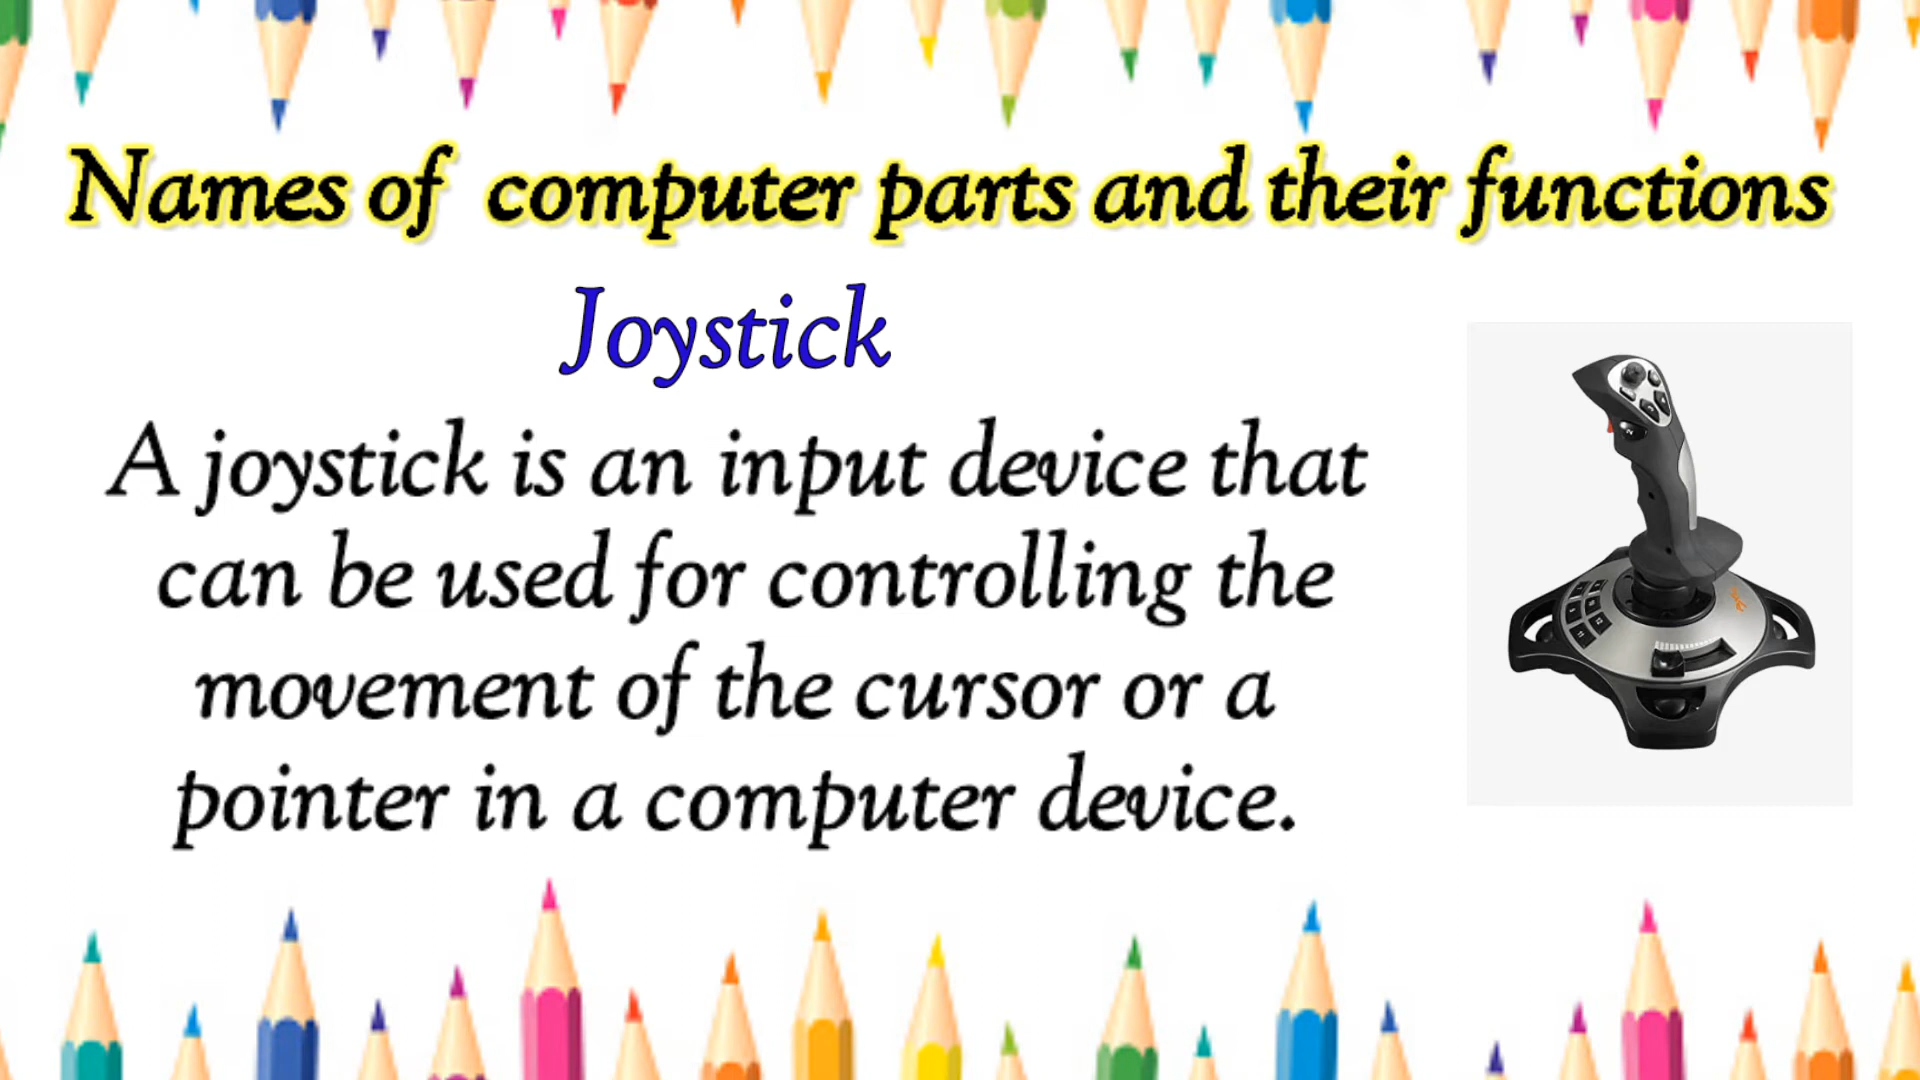 Names of computer parts and their functions
Joystick
A joystick is an input device that
can be used for controlling the
movement of the cursor or a
pointer in a computer device.